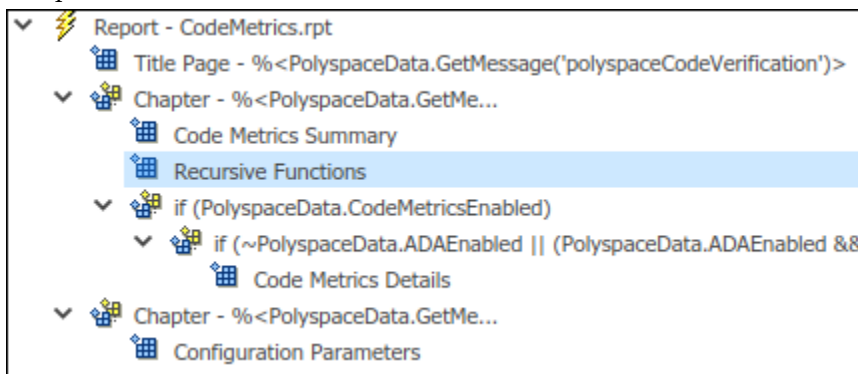 Report - CodeMetrics.rpt
Title Page - %<PolyspaceData.GetMessage('polyspaceCodeVerification')>
Chapter - %<PolyspaceData.GetMe...
Code Metrics Summary
Recursive Functions
if (PolyspaceData.CodeMetricsEnabled)
if (~PolyspaceData.ADAEnabled || (PolyspaceData.ADAEnabled &&
Code Metrics Details
Chapter - %<PolyspaceData.GetMe...
Configuration Parameters